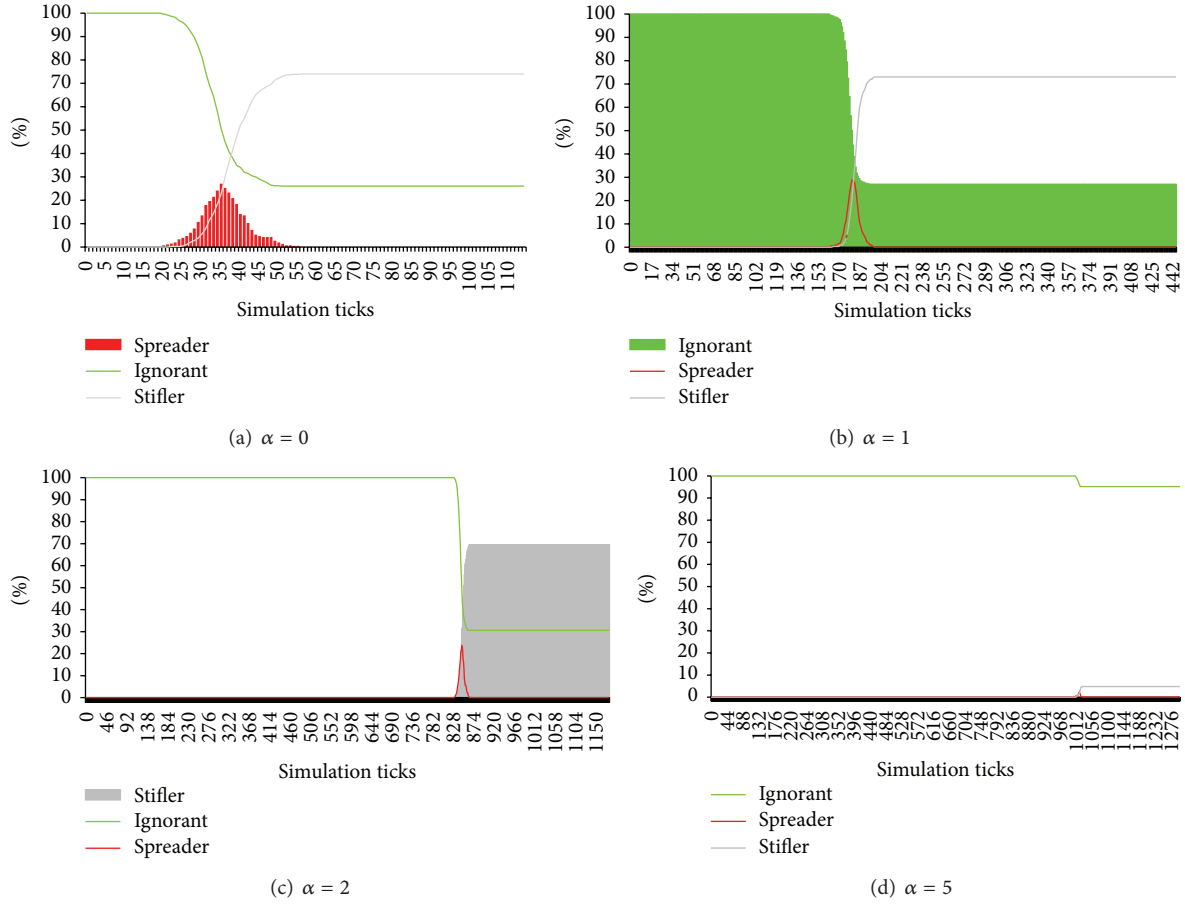 100
90
80
70
60
50
40
30
20
10
0
(%)
0 5 10 15 20 25 30 35 40 45 50 55 60 65 70 75 80 85 90 95 100 105 110
Simulation ticks
Spreader
Ignorant
Stifler
(a) α = 0
100
90
80
70
60
50
40
30
20
10
0
(%)
0 17 34 51 68 85 102 119 136 153 170 187 204 221 238 255 272 289 306 323 340 357 374 391 408 425 442
Simulation ticks
Ignorant
Spreader
Stifler
(b) α = 1
100
90
80
70
60
50
40
30
20
10
0
(%)
0 46 92 138 184 230 276 322 368 414 460 506 552 598 644 690 736 782 828 874 920 966 1012 1058 1104 1150
Simulation ticks
Stifler
Ignorant
Spreader
(c) α = 2
100
90
80
70
60
50
40
30
20
10
0
(%)
0 44 88 132 176 220 264 308 352 396 440 484 528 572 616 660 704 748 792 836 880 924 968 1012 1056 1100 1144 1188 1232 1276
Simulation ticks
Ignorant
Spreader
Stifler
(d) α = 5